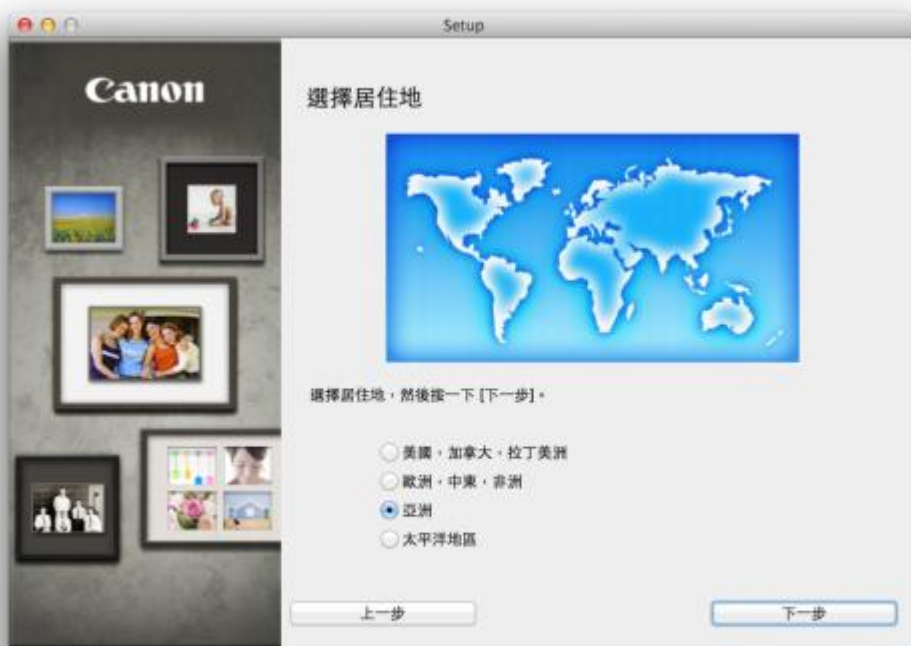 Setup
Canon
選擇居住地
選擇居住地，然後按一下 [下一步]。
美國，加拿大，拉丁美洲
歐洲，中東，非洲
亞洲
太平洋地區
上一步
下一步